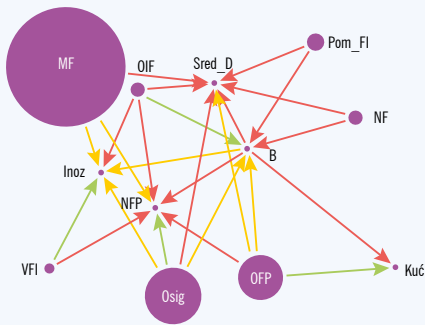 MF
OIF
Sred_D
Pom_FI
NF
B
Inoz
NFP
VFI
Osig
OFP
Kuć